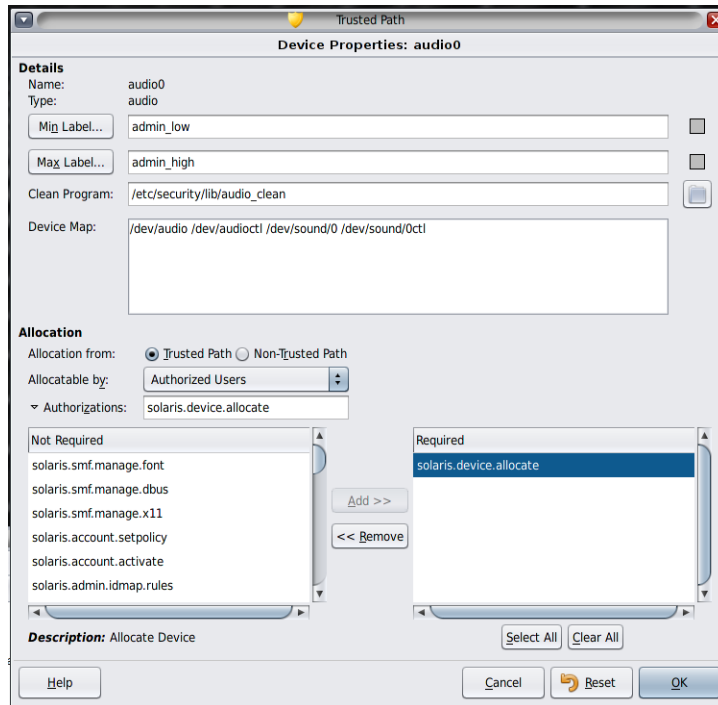 Trusted Path
Device Properties: audio0
Details
Name: audio0
Type: audio
Min Label... admin_low
Max Label... admin_high
Clean Program: /etc/security/lib/audio_clean
Device Map: /dev/audio /dev/audioctl /dev/sound/0 /dev/sound/0ctl
Allocation
Allocation from: Trusted Path Non-Trusted Path
Allocatable by: Authorized Users
Authorizations: solaris.device.allocate
Not Required
solaris.smf.manage.font
solaris.smf.manage.dbus
solaris.smf.manage.x11
solaris.account.setpolicy
solaris.account.activate
solaris.admin.idmap.rules
Add >>
<< Remove
Required
solaris.device.allocate
Description: Allocate Device
Select All Clear All
Help Cancel Reset OK